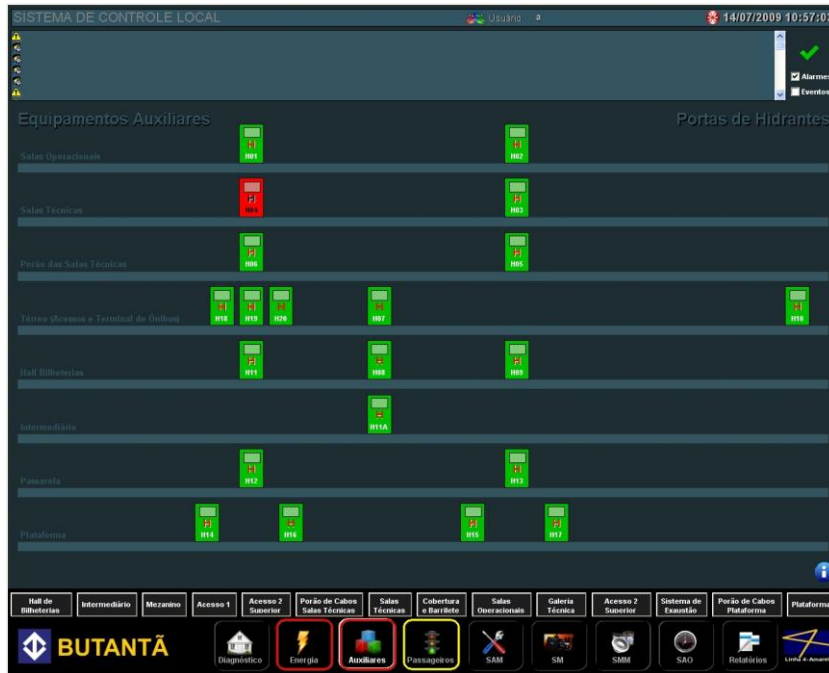 SISTEMA DE CONTROLE LOCAL Usuário a 14/07/2009 10:57:03
Alarmes
Eventos
Equipamentos Auxiliares Portas de Hidrantes
H01 H02
Salas Operacionais
H04 H03
Salas Técnicas
H06 H05
Porão das Salas Técnicas
H18 H19 H20 H07 H10
Térreo (Acessos e Terminal de Ônibus)
H11 H08 H09
Hall Bilheterias
H11A
Intermediário
H12 H13
Passarela
H14 H16 H15 H17
Plataforma
Hall de Bilheterias Intermediário Mezanino Acesso 1 Acesso 2 Superior Porão de Cabos Salas Técnicas Salas Técnicas Cobertura e Barrilete Salas Operacionais Galeria Técnica Acesso 2 Superior Sistema de Exaustão Porão de Cabos Plataforma Plataforma
BUTANTÃ
Diagnóstico Energia Auxiliares Passageiros SAM SM SMM SAO Relatórios Linha 4-Amarel